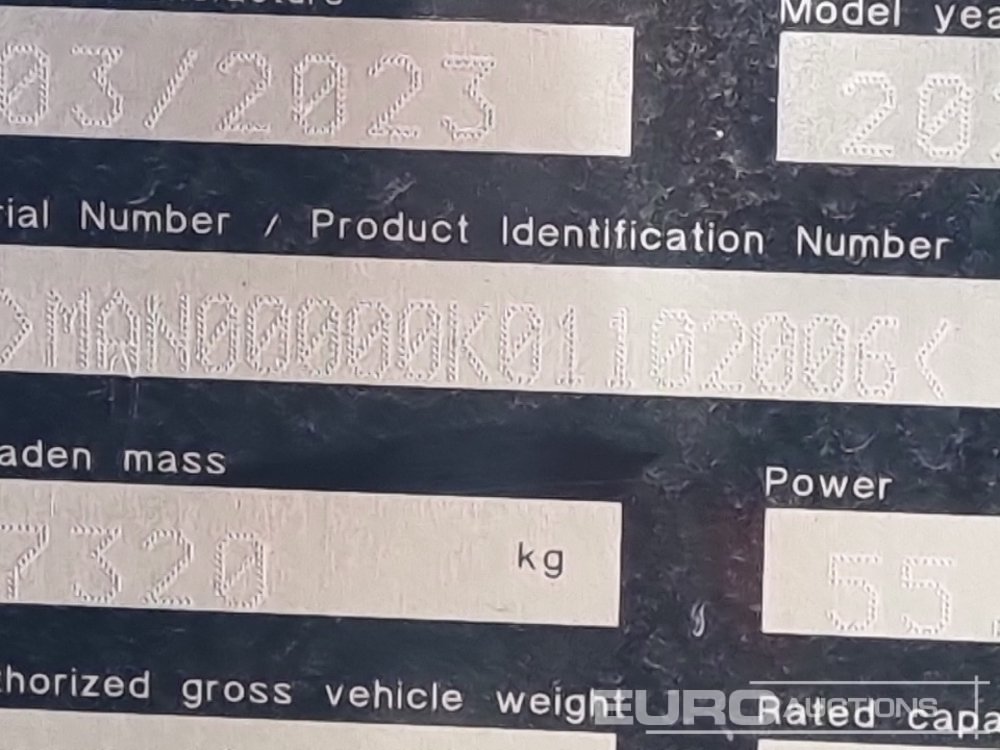 Model yea
03/2023
20
rial Number / Product Identification Number
>MAN00000K01102006<
aden mass
Power
7320 kg
55
thorized gross vehicle weight
Rated capa
EURO AUCTIONS